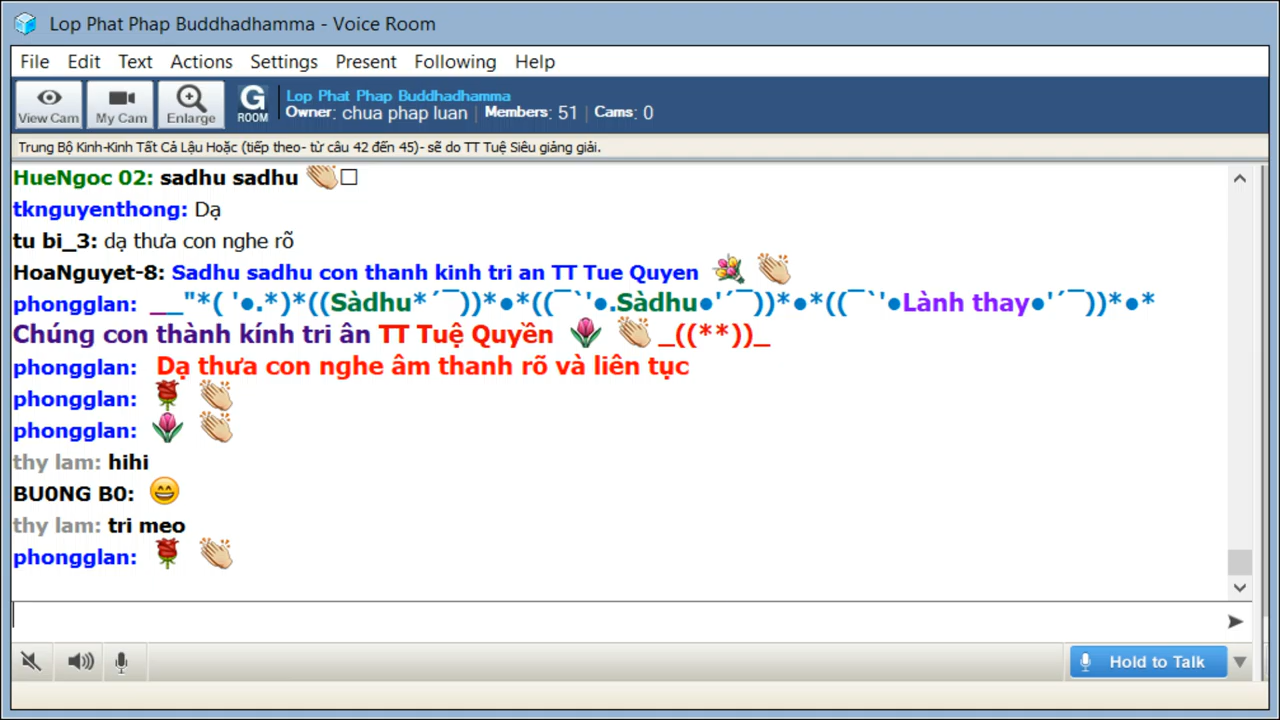 Lop Phat Phap Buddhadhamma - Voice Room
File Edit Text Actions Settings Present Following Help
View Cam My Cam Enlarge G ROOM Lop Phat Phap Buddhadhamma
Owner: chua phap luan | Members: 51 | Cams: 0
Trung Bộ Kinh-Kinh Tất Cả Lậu Hoặc (tiếp theo- từ câu 42 đến 45)- sẽ do TT Tuệ Siêu giảng giải.
HueNgoc 02: sadhu sadhu 👏□
tknguyenthong: Dạ
tu bi_3: dạ thưa con nghe rõ
HoaNguyet-8: Sadhu sadhu con thanh kinh tri an TT Tue Quyen 💐 👏
phongglan: __"*( '●.*)*((Sàdhu*´¯))*●*((¯`'●.Sàdhu●'´¯))*●*((¯`'●Lành thay●'´¯))*●*
Chúng con thành kính tri ân TT Tuệ Quyền 🌷 👏 _((**))_
phongglan: Dạ thưa con nghe âm thanh rõ và liên tục
phongglan: 🌹 👏
phongglan: 🌷 👏
thy lam: hihi
BU0NG B0: 😄
thy lam: tri meo
phongglan: 🌹 👏
Hold to Talk